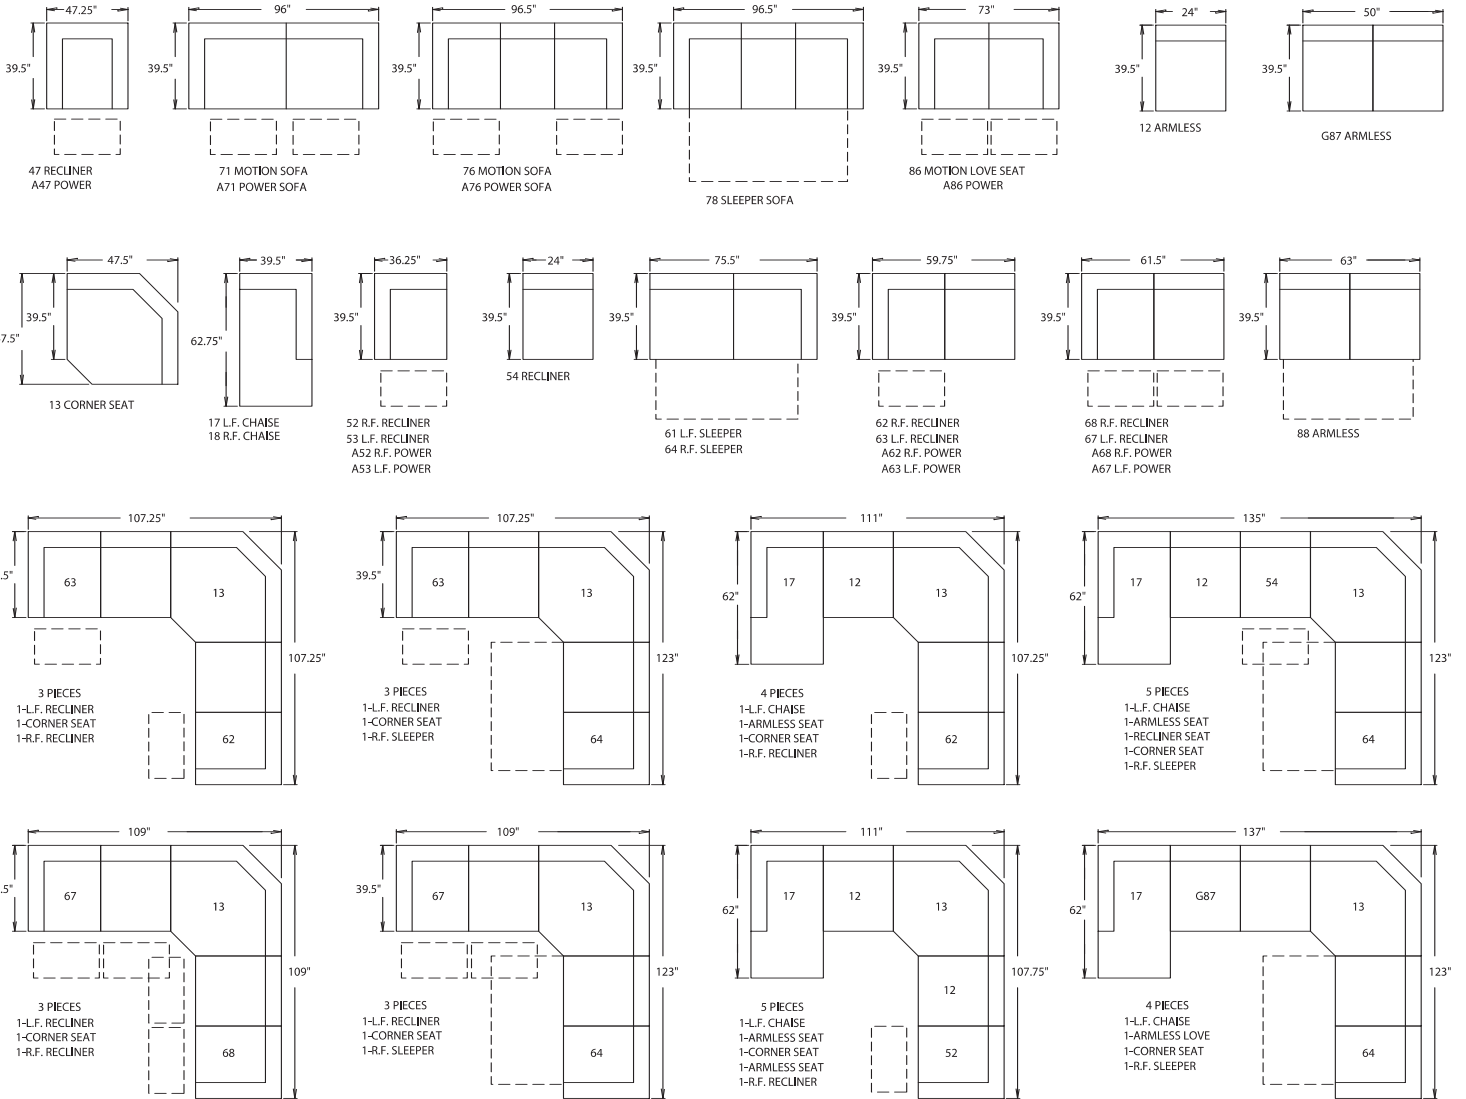 47.25"
39.5"
47 RECLINER
A47 POWER
96"
39.5"
71 MOTION SOFA
A71 POWER SOFA
96.5"
39.5"
76 MOTION SOFA
A76 POWER SOFA
96.5"
39.5"
78 SLEEPER SOFA
73"
39.5"
86 MOTION LOVE SEAT
A86 POWER
24"
39.5"
12 ARMLESS
50"
39.5"
G87 ARMLESS
47.5"
39.5"
7.5"
13 CORNER SEAT
39.5"
62.75"
17 L.F. CHAISE
18 R.F. CHAISE
36.25"
39.5"
52 R.F. RECLINER
53 L.F. RECLINER
A52 R.F. POWER
A53 L.F. POWER
24"
39.5"
54 RECLINER
75.5"
39.5"
61 L.F. SLEEPER
64 R.F. SLEEPER
59.75"
39.5"
62 R.F. RECLINER
63 L.F. RECLINER
A62 R.F. POWER
A63 L.F. POWER
61.5"
39.5"
68 R.F. RECLINER
67 L.F. RECLINER
A68 R.F. POWER
A67 L.F. POWER
63"
39.5"
88 ARMLESS
107.25"
.5"
63
13
107.25"
3 PIECES
1-L.F. RECLINER
1-CORNER SEAT
1-R.F. RECLINER
62
107.25"
39.5"
63
13
123"
3 PIECES
1-L.F. RECLINER
1-CORNER SEAT
1-R.F. SLEEPER
64
111"
62"
17
12
13
107.25"
4 PIECES
1-L.F. CHAISE
1-ARMLESS SEAT
1-CORNER SEAT
1-R.F. RECLINER
62
135"
62"
17
12
54
13
123"
5 PIECES
1-L.F. CHAISE
1-ARMLESS SEAT
1-RECLINER SEAT
1-CORNER SEAT
1-R.F. SLEEPER
64
109"
.5"
67
13
109"
3 PIECES
1-L.F. RECLINER
1-CORNER SEAT
1-R.F. RECLINER
68
109"
39.5"
67
13
123"
3 PIECES
1-L.F. RECLINER
1-CORNER SEAT
1-R.F. SLEEPER
64
111"
62"
17
12
13
107.75"
12
5 PIECES
1-L.F. CHAISE
1-ARMLESS SEAT
1-CORNER SEAT
1-ARMLESS SEAT
1-R.F. RECLINER
52
137"
62"
17
G87
13
123"
4 PIECES
1-L.F. CHAISE
1-ARMLESS LOVE
1-CORNER SEAT
1-R.F. SLEEPER
64